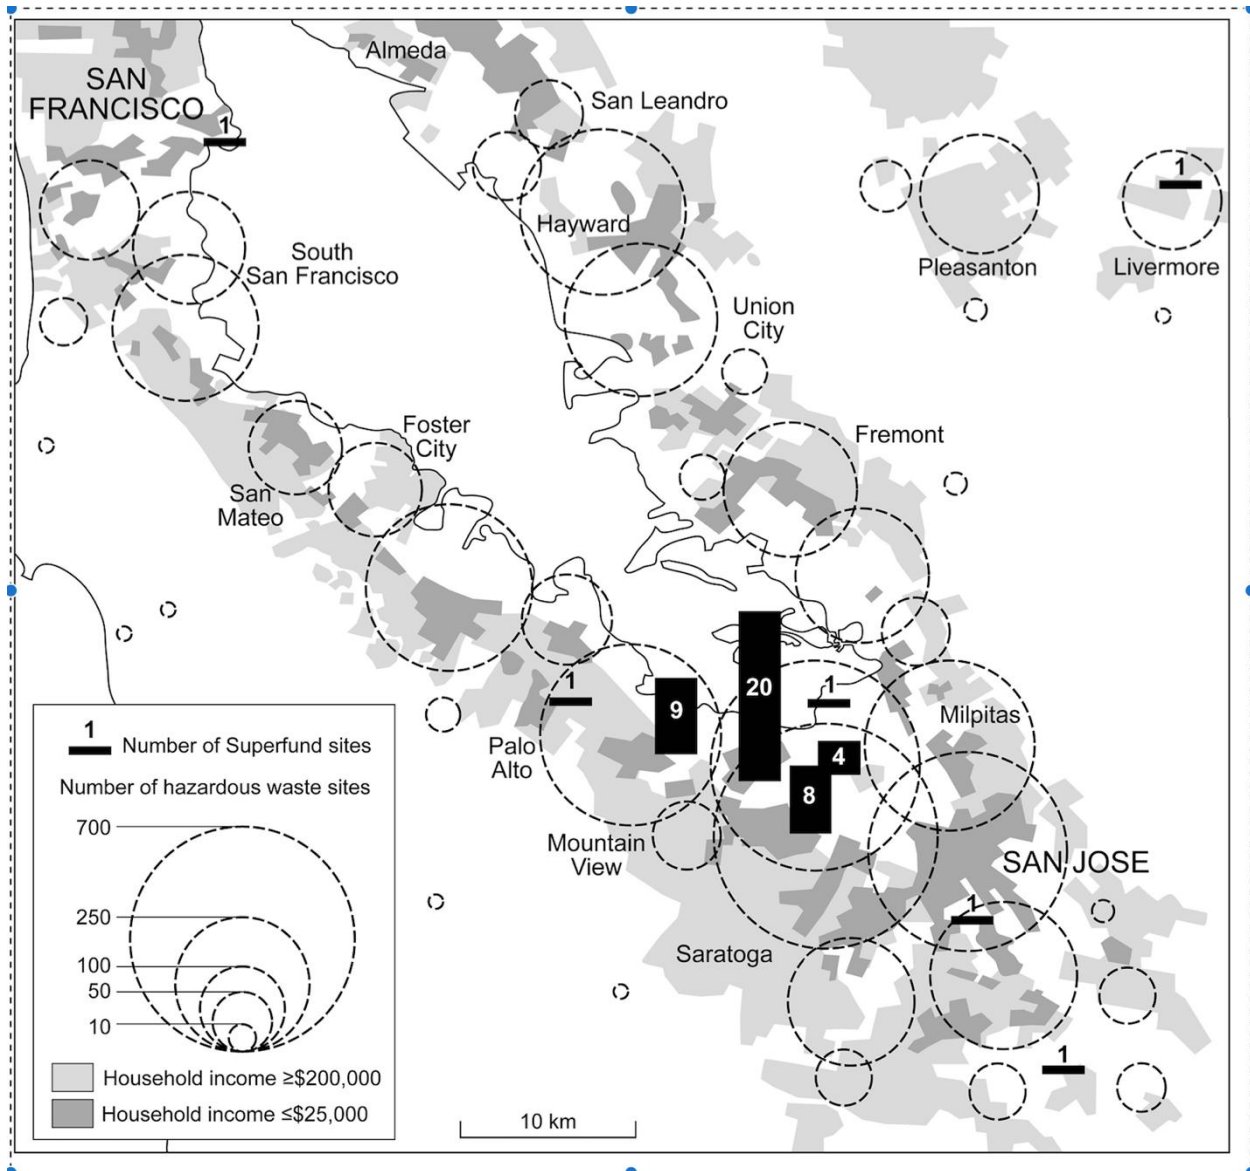 Almeda
SAN
FRANCISCO
1
San Leandro
1
Hayward
South
San Francisco
Pleasanton
Livermore
Union
City
Foster
City
Fremont
San
Mateo
1
9
20
1
Milpitas
Palo
Alto
4
8
Mountain
View
SAN JOSE
1
Saratoga
1
1
Number of Superfund sites
Number of hazardous waste sites
700
250
100
50
10
Household income ≥$200,000
Household income ≤$25,000
10 km